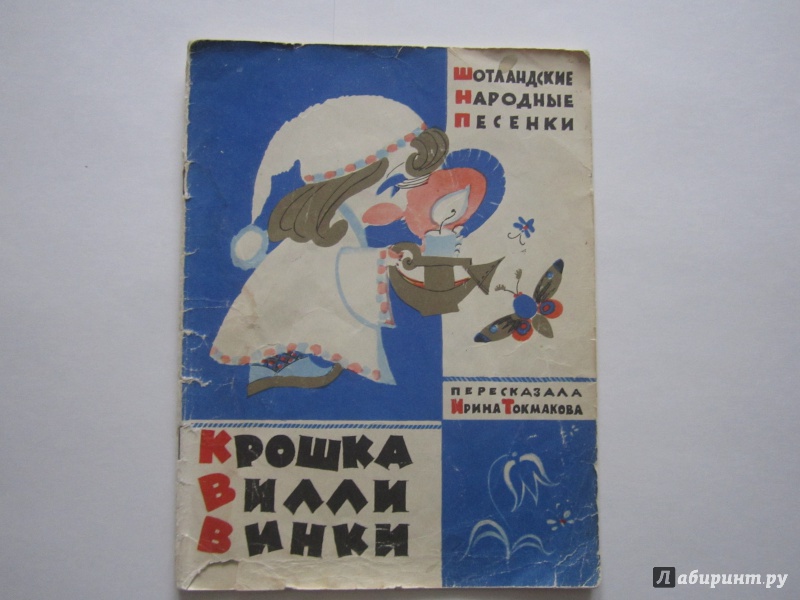 ШОТЛАНДСКИЕ
НАРОДНЫЕ
ПЕСЕНКИ
ПЕРЕСКАЗАЛА
ИРИНА ТОКМАКОВА
КРОШКА
ВИЛЛИ
ВИНКИ
Лабиринт.ру